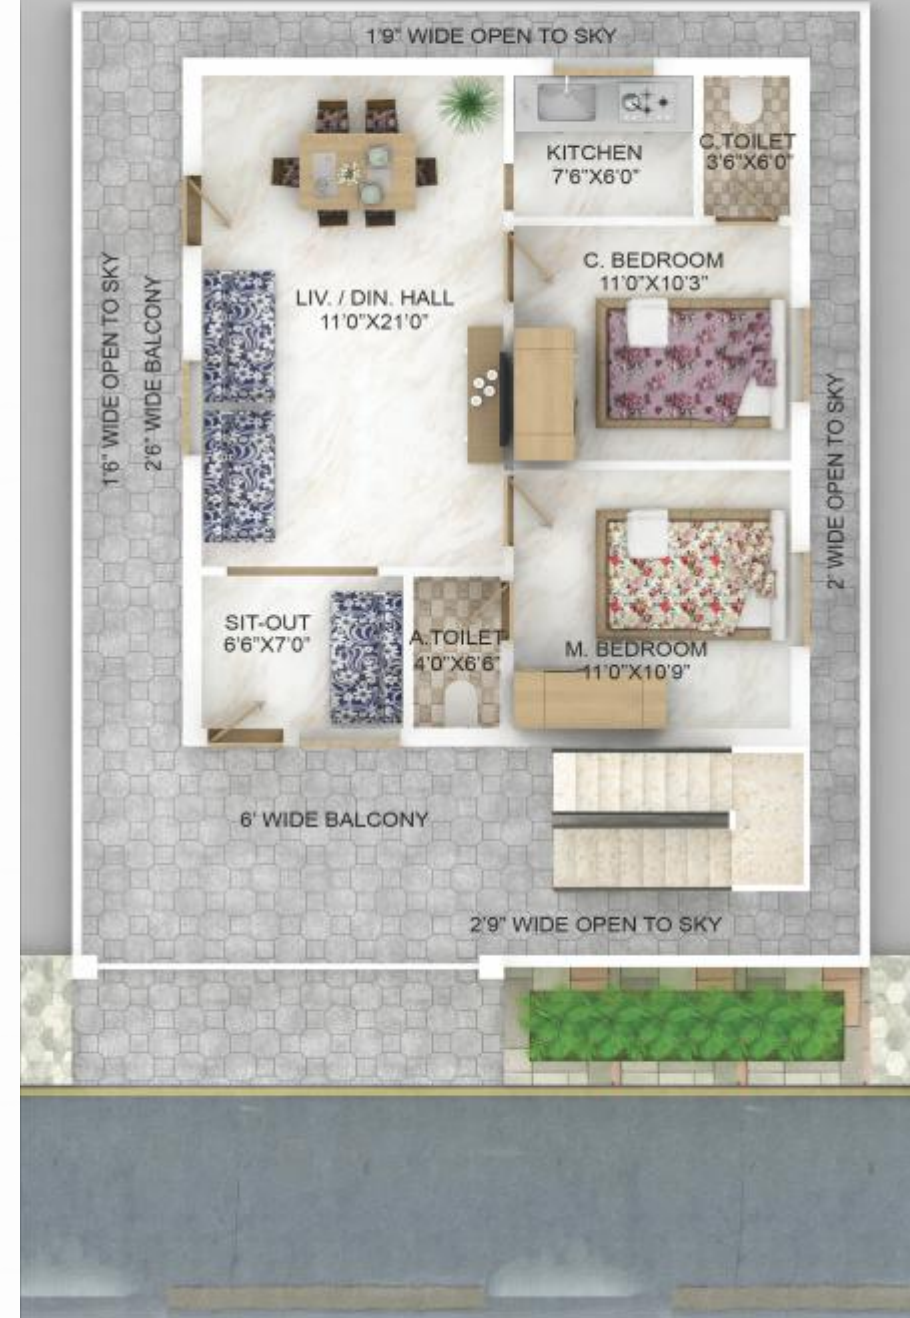 1'9" WIDE OPEN TO SKY
KITCHEN
7'6"X6'0"
C.TOILET
3'6"X6'0"
C. BEDROOM
11'0"X10'3"
LIV. / DIN. HALL
11'0"X21'0"
1'6" WIDE OPEN TO SKY
2'6" WIDE BALCONY
2' WIDE OPEN TO SKY
SIT-OUT
6'6"X7'0"
A.TOILET
4'0"X6'6"
M. BEDROOM
11'0"X10'9"
6' WIDE BALCONY
2'9" WIDE OPEN TO SKY